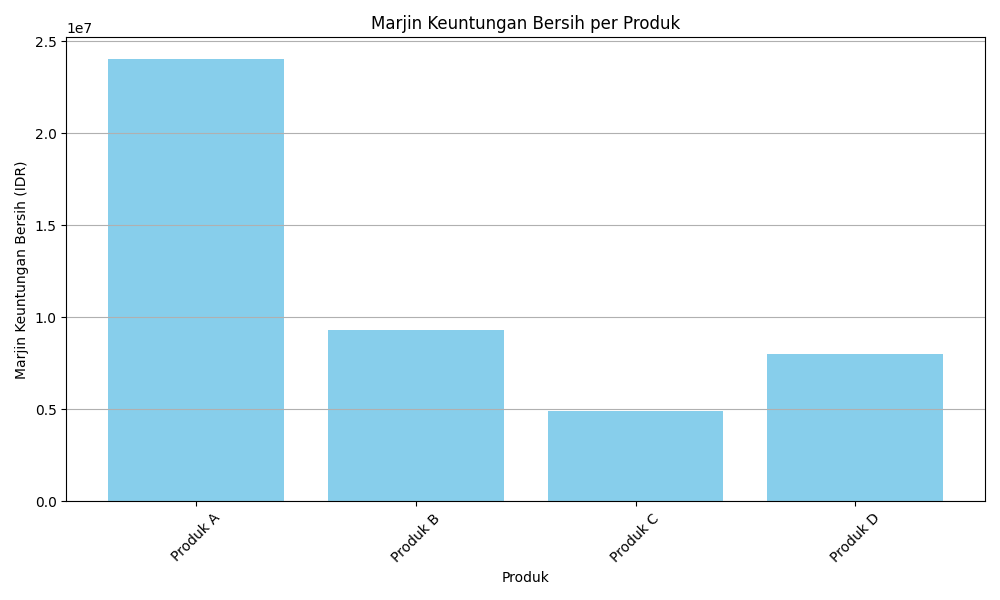 Marjin Keuntungan Bersih per Produk
1e7
2.5
2.0
1.5
1.0
0.5
0.0
Marjin Keuntungan Bersih (IDR)
Produk A
Produk B
Produk C
Produk D
Produk